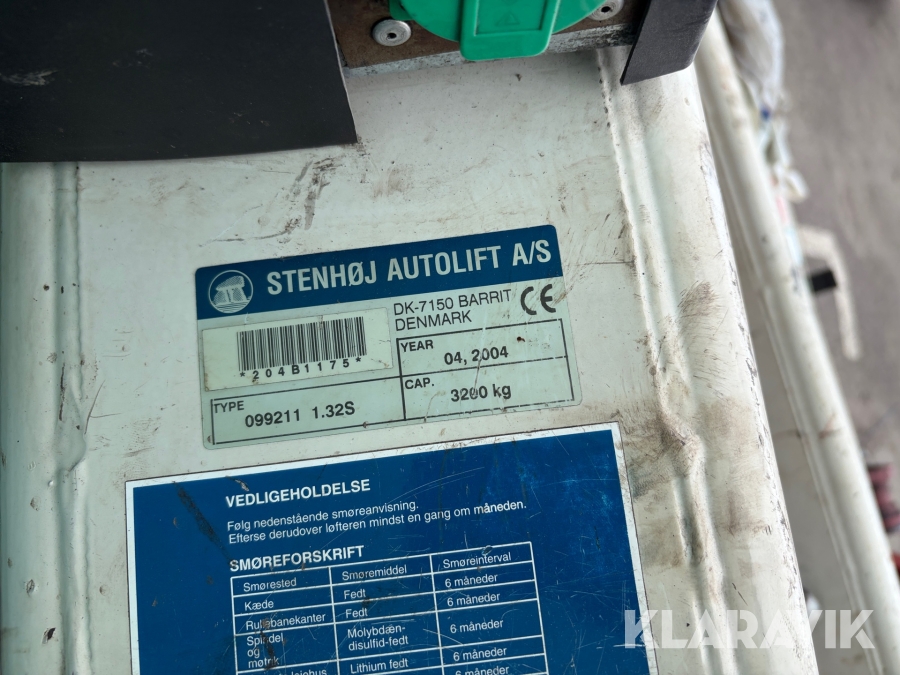 STENHØJ AUTOLIFT A/S
DK-7150 BARRIT
DENMARK
CE
*204B1175*
YEAR
04, 2004
TYPE
099211 1.32S
CAP.
3200 kg
VEDLIGEHOLDELSE
Følg nedenstående smøreanvisning.
Efterse derudover løfteren mindst en gang om måneden.
SMØREFORSKRIFT
Smørested Smøremiddel Smøreinterval
Kæde Fedt 6 måneder
Rullebanekanter Fedt 6 måneder
Spindel
og
møtrik
Molybdæn-
disulfid-fedt
6 måneder
Lithium fedt 6 måneder
KLARAVIK